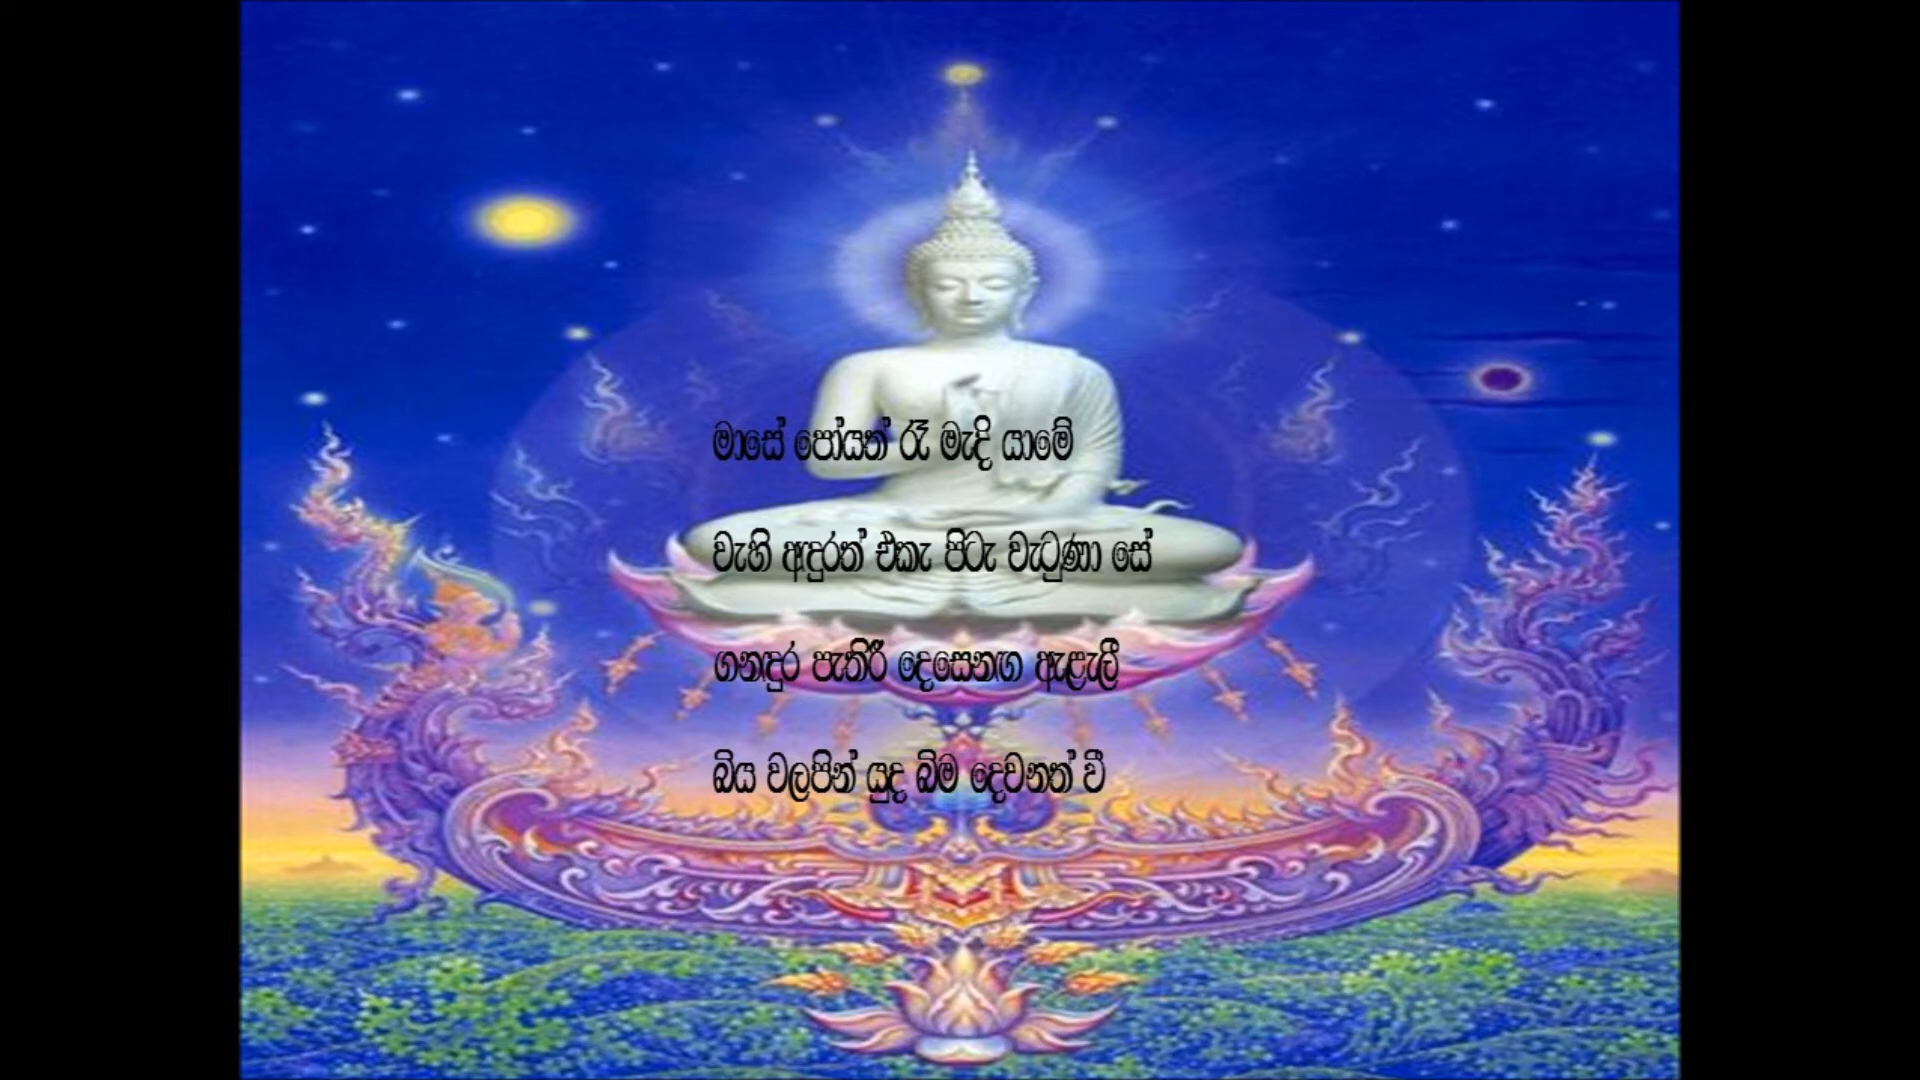 මාසේ පෝයත් රෑ මැදි යාමේ
වැහි අඳුරත් එකැ පිටැ වැටුණා සේ
ගනඳුර පැතිරී දෙසෙනඟ ඇළැලී
බිය වලපින් යුද බිම දෙවනත් වී